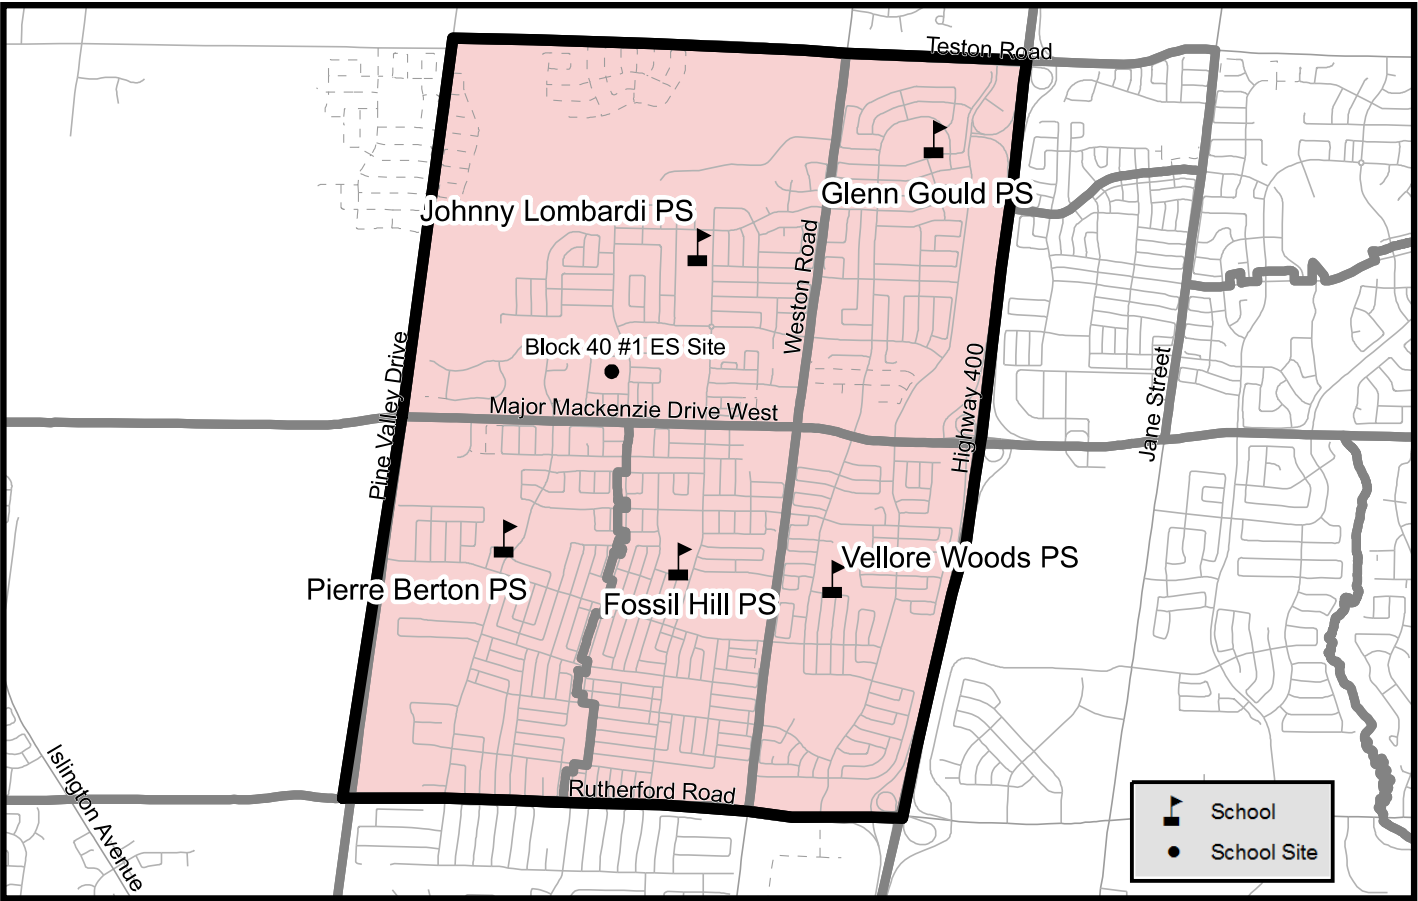 Teston Road
Glenn Gould PS
Johnny Lombardi PS
Weston Road
Block 40 #1 ES Site
Pine Valley Drive
Highway 400
Jane Street
Major Mackenzie Drive West
Vellore Woods PS
Pierre Berton PS
Fossil Hill PS
Islington Avenue
Rutherford Road
School
School Site